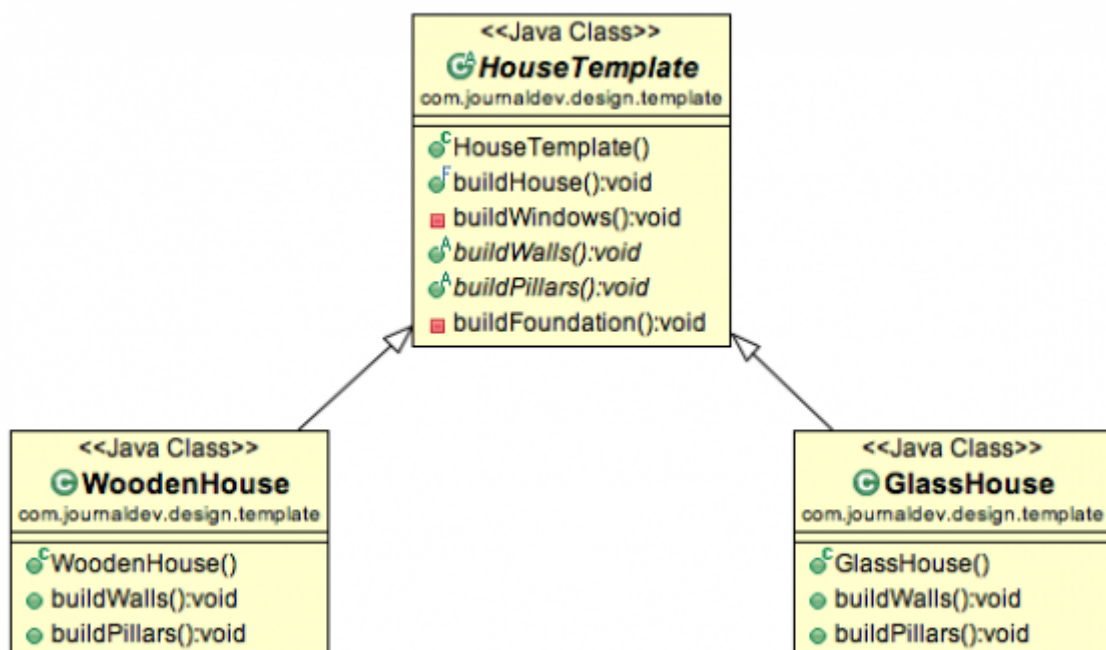 <<Java Class>>
HouseTemplate
com.journaldev.design.template
HouseTemplate()
buildHouse():void
buildWindows():void
buildWalls():void
buildPillars():void
buildFoundation():void
<<Java Class>>
WoodenHouse
com.journaldev.design.template
WoodenHouse()
buildWalls():void
buildPillars():void
<<Java Class>>
GlassHouse
com.journaldev.design.template
GlassHouse()
buildWalls():void
buildPillars():void